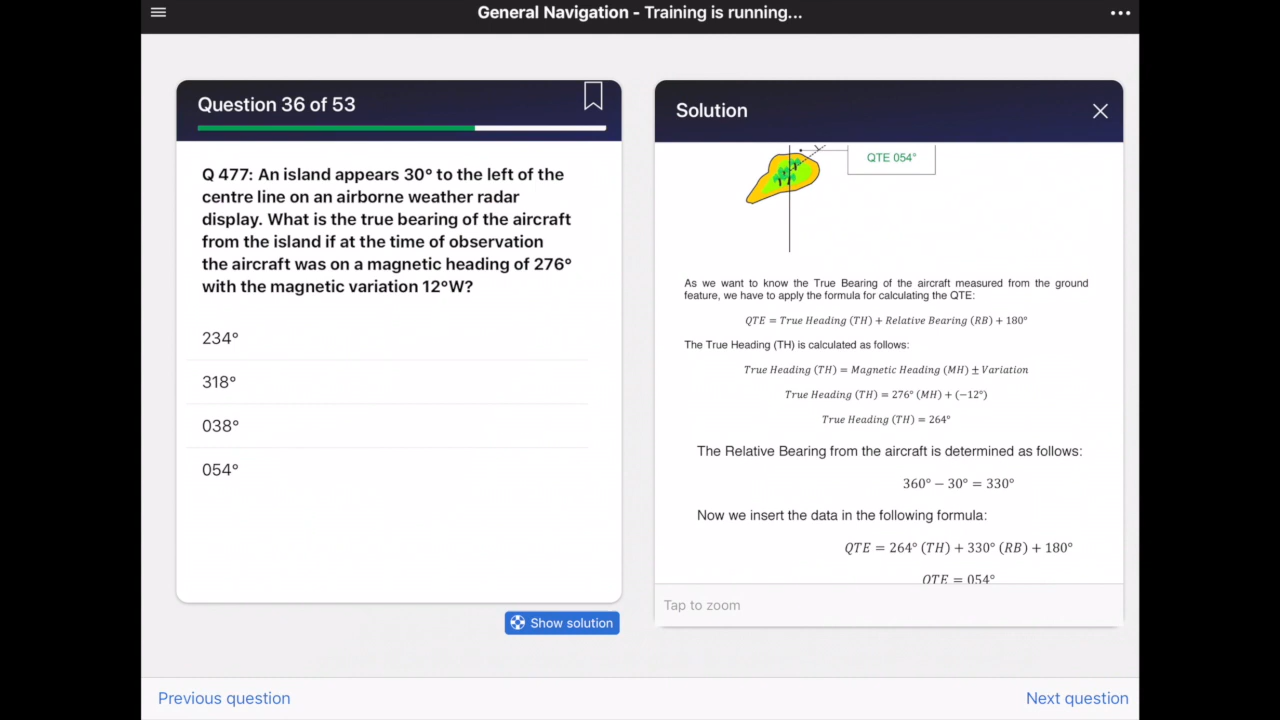 General Navigation - Training is running...
Question 36 of 53
Q 477: An island appears 30° to the left of the
centre line on an airborne weather radar
display. What is the true bearing of the aircraft
from the island if at the time of observation
the aircraft was on a magnetic heading of 276°
with the magnetic variation 12°W?
234°
318°
038°
054°
Show solution
Solution
QTE 054°
As we want to know the True Bearing of the aircraft measured from the ground
feature, we have to apply the formula for calculating the QTE:
QTE = True Heading (TH) + Relative Bearing (RB) + 180°
The True Heading (TH) is calculated as follows:
True Heading (TH) = Magnetic Heading (MH) ± Variation
True Heading (TH) = 276° (MH) + (−12°)
True Heading (TH) = 264°
The Relative Bearing from the aircraft is determined as follows:
360° − 30° = 330°
Now we insert the data in the following formula:
QTE = 264° (TH) + 330° (RB) + 180°
QTE = 054°
Tap to zoom
Previous question
Next question